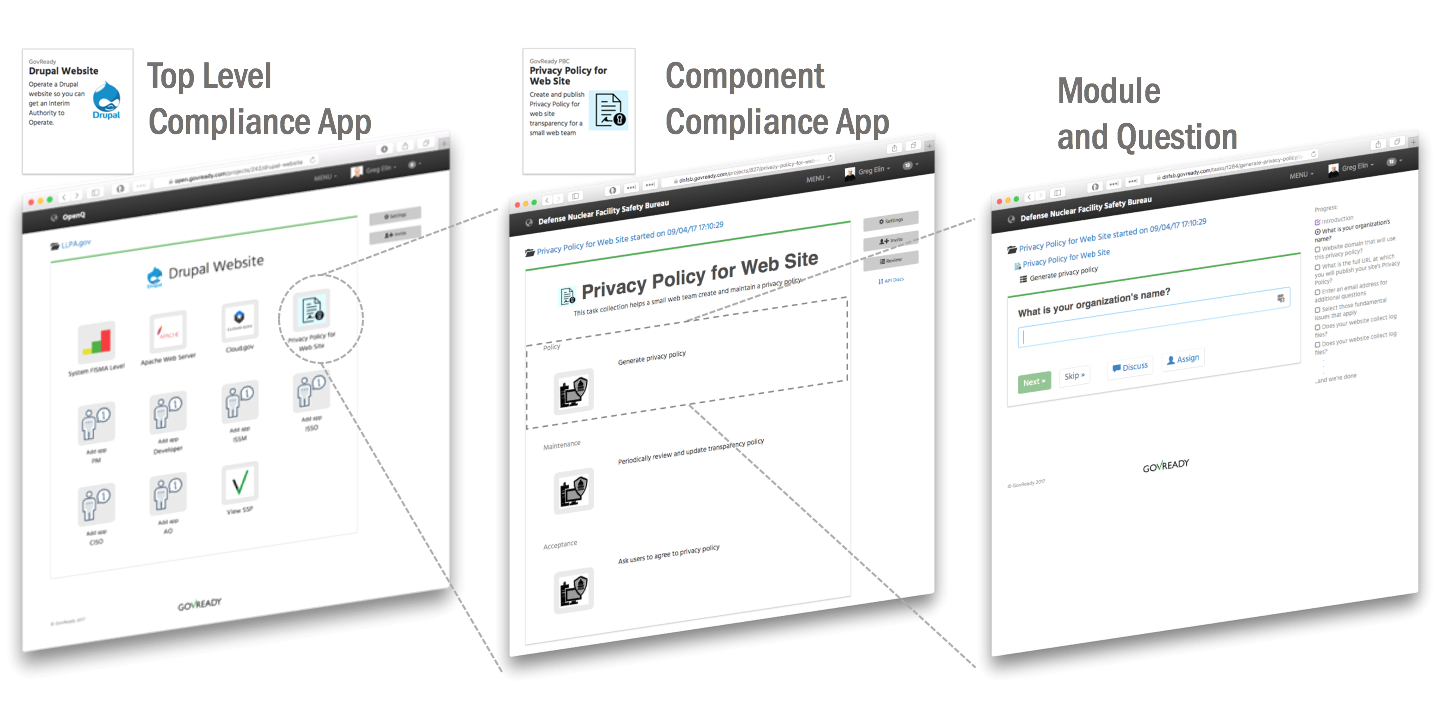 GovReady
Drupal Website
Operate a Drupal
website so you can
get an Interim
Authority to
Operate.
Drupal
Top Level
Compliance App
open.govready.com/projects/242/drupal-website
OpenQ
MENU
Greg Elin
LLPA.gov
Settings
Invite
Drupal
Drupal Website
System FISMA Level
APACHE
Apache Web Server
CLOUD.GOV
Cloud.gov
Privacy Policy for
Web Site
Add app
PM
Add app
Developer
Add app
ISSM
Add app
ISSO
Add app
CISO
Add app
AO
View SSP
GOVREADY
© GovReady 2017
GovReady PBC
Privacy Policy for
Web Site
Create and publish
Privacy Policy for
web site
transparency for a
small web team
Component
Compliance App
dnfsb.govready.com/projects/827/privacy-policy-for-web-...
Defense Nuclear Facility Safety Bureau
MENU
Greg Elin
Privacy Policy for Web Site started on 09/04/17 17:10:29
Settings
Invite
Review
API Docs
Privacy Policy for Web Site
This task collection helps a small web team create and maintain a privacy policy.
Policy
Generate privacy policy
Maintenance
Periodically review and update transparency policy
Acceptance
Ask users to agree to privacy policy
Module
and Question
dnfsb.govready.com/tasks/1284/generate-privacy-policy...
Defense Nuclear Facility Safety Bureau
MENU
Greg Elin
Privacy Policy for Web Site started on 09/04/17 17:10:29
Privacy Policy for Web Site
Generate privacy policy
What is your organization's name?
Next »
Skip »
Discuss
Assign
Progress:
Introduction
What is your organization's
name?
Website domain that will use
this privacy policy?
What is the full URL at which
you will publish your site's Privacy
Policy?
Enter an email address for
additional questions
Select those fundamental
issues that apply
Does your website collect log
files?
Does your website collect log
files?
.
.
.
...and we're done
GOVREADY
© GovReady 2017